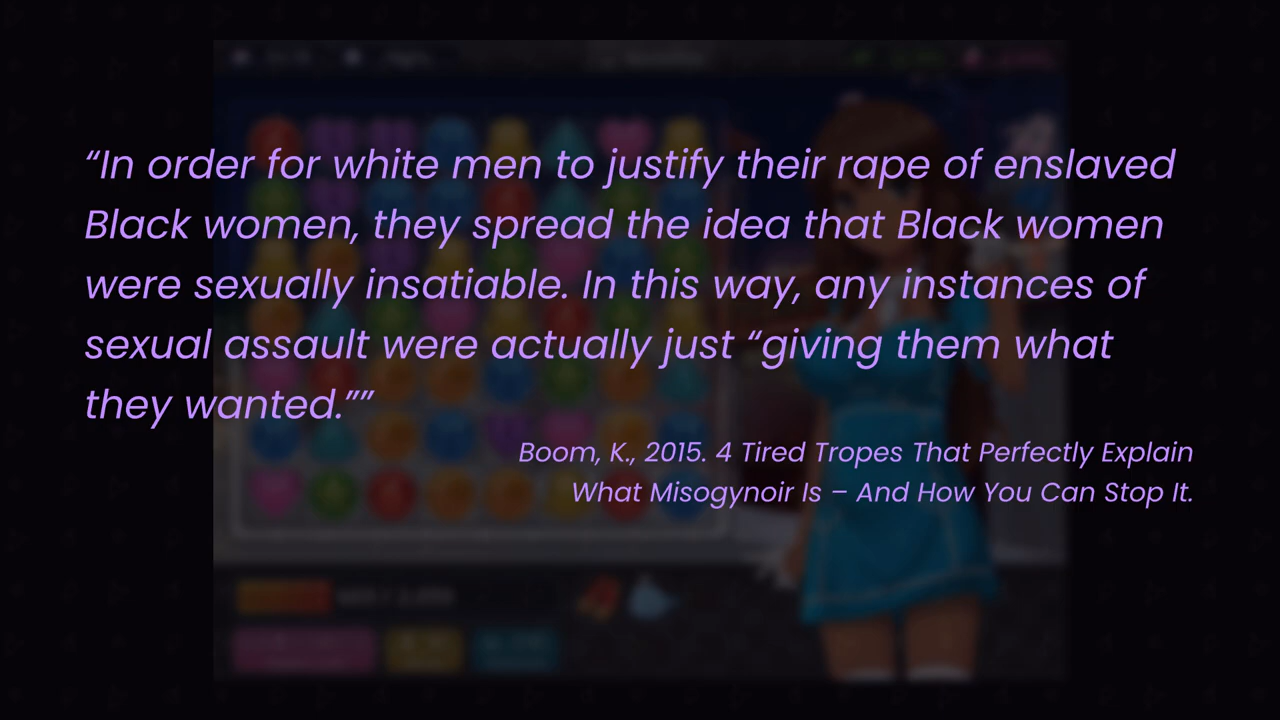 “In order for white men to justify their rape of enslaved
Black women, they spread the idea that Black women
were sexually insatiable. In this way, any instances of
sexual assault were actually just “giving them what
they wanted.””
Boom, K., 2015. 4 Tired Tropes That Perfectly Explain
What Misogynoir Is – And How You Can Stop It.